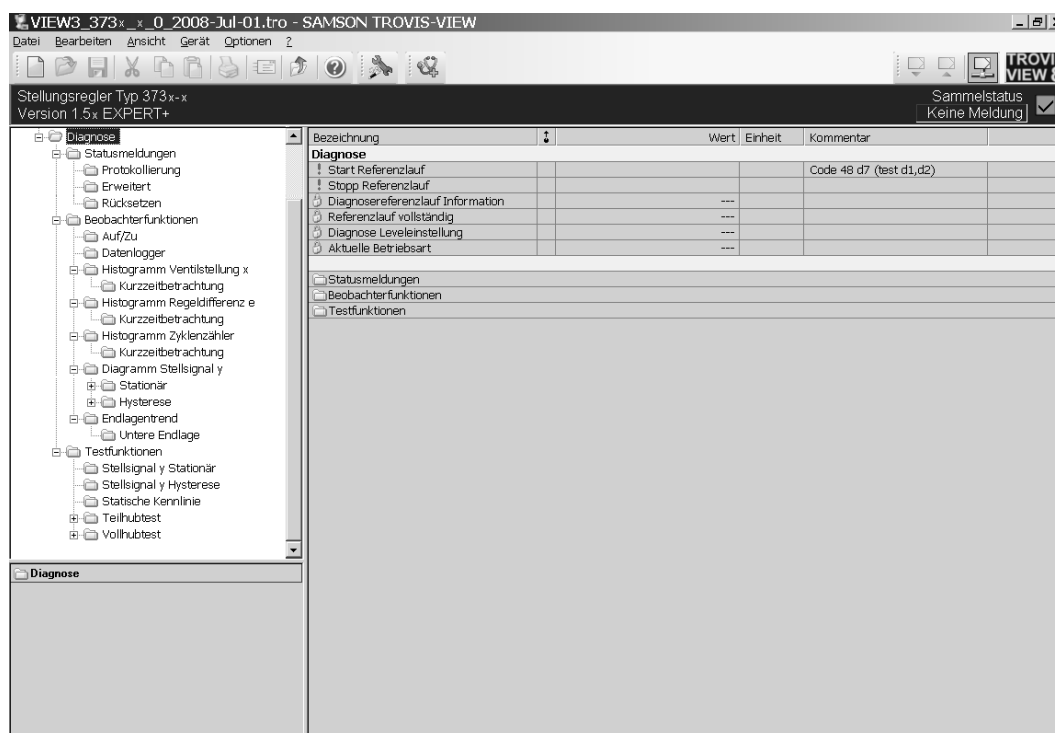 VIEW3_373x_x_0_2008-Jul-01.tro - SAMSON TROVIS-VIEW
Datei Bearbeiten Ansicht Gerät Optionen ?
TROVI
VIEW
Stellungsregler Typ 373x-x
Version 1.5x EXPERT+
Sammelstatus
Keine Meldung
Diagnose
Statusmeldungen
Protokollierung
Erweitert
Rücksetzen
Beobachterfunktionen
Auf/Zu
Datenlogger
Histogramm Ventilstellung x
Kurzzeitbetrachtung
Histogramm Regeldifferenz e
Kurzzeitbetrachtung
Histogramm Zyklenzähler
Kurzzeitbetrachtung
Diagramm Stellsignal y
Stationär
Hysterese
Endlagentrend
Untere Endlage
Testfunktionen
Stellsignal y Stationär
Stellsignal y Hysterese
Statische Kennlinie
Teilhubtest
Vollhubtest
Diagnose
Bezeichnung Wert Einheit Kommentar
Diagnose
Start Referenzlauf Code 48 d7 (test d1,d2)
Stopp Referenzlauf
Diagnosereferenzlauf Information ---
Referenzlauf vollständig ---
Diagnose Leveleinstellung ---
Aktuelle Betriebsart ---
Statusmeldungen
Beobachterfunktionen
Testfunktionen